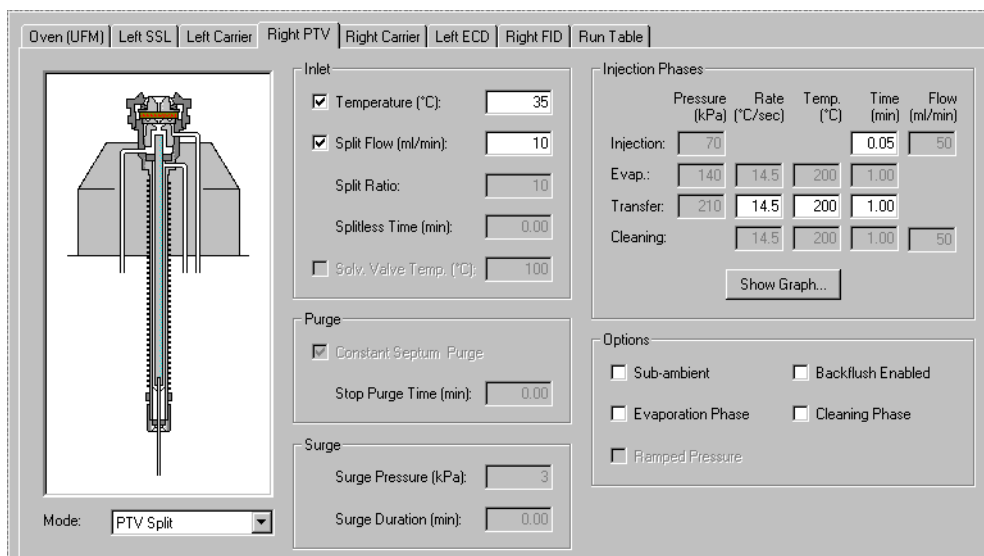 Oven (UFM) Left SSL Left Carrier Right PTV Right Carrier Left ECD Right FID Run Table
Inlet
Temperature (°C): 35
Split Flow (ml/min): 10
Split Ratio: 10
Splitless Time (min): 0.00
Solv. Valve Temp. (°C): 100
Purge
Constant Septum Purge
Stop Purge Time (min): 0.00
Surge
Surge Pressure (kPa): 3
Surge Duration (min): 0.00
Mode: PTV Split
Injection Phases
Pressure Rate Temp. Time Flow
(kPa) (°C/sec) (°C) (min) (ml/min)
Injection: 70 0.05 50
Evap.: 140 14.5 200 1.00
Transfer: 210 14.5 200 1.00
Cleaning: 14.5 200 1.00 50
Show Graph...
Options
Sub-ambient Backflush Enabled
Evaporation Phase Cleaning Phase
Ramped Pressure